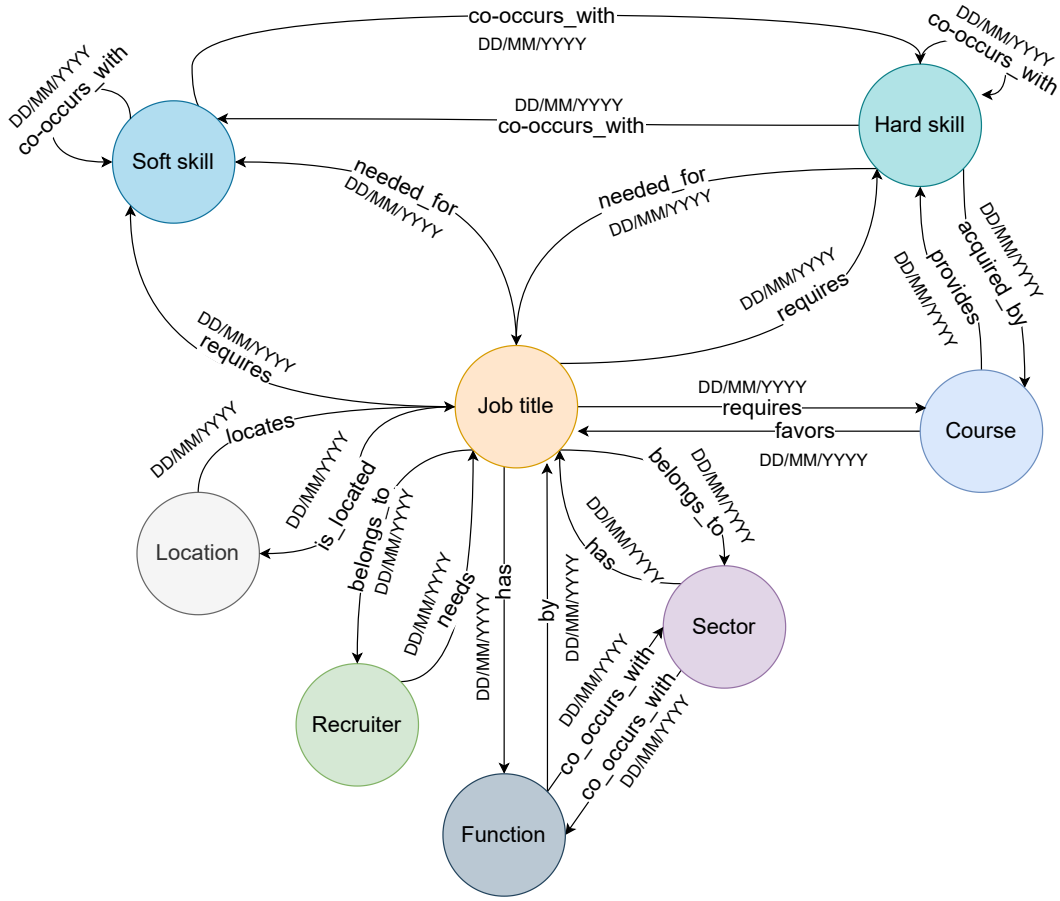 co-occurs_with
DD/MM/YYYY
DD/MM/YYYY
co-occurs_with
DD/MM/YYYY
co-occurs_with
Soft skill
DD/MM/YYYY
co-occurs_with
Hard skill
needed_for
DD/MM/YYYY
needed_for
DD/MM/YYYY
DD/MM/YYYY
acquired_by
provides
DD/MM/YYYY
DD/MM/YYYY
requires
DD/MM/YYYY
requires
Job title
DD/MM/YYYY
requires
favors
DD/MM/YYYY
Course
DD/MM/YYYY
locates
DD/MM/YYYY
is_located
Location
belongs_to
DD/MM/YYYY
DD/MM/YYYY
needs
Recruiter
has
DD/MM/YYYY
by
DD/MM/YYYY
DD/MM/YYYY
has
DD/MM/YYYY
belongs_to
Sector
DD/MM/YYYY
co_occurs_with
co_occurs_with
DD/MM/YYYY
Function